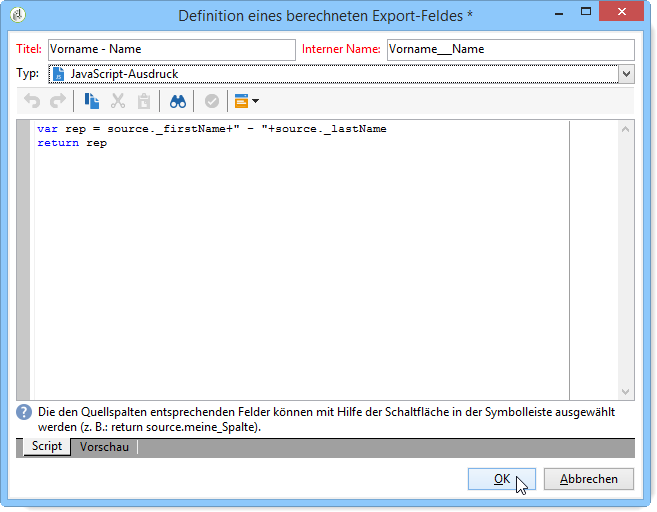 Definition eines berechneten Export-Feldes *
Titel: Vorname - Name Interner Name: Vorname___Name
Typ: JavaScript-Ausdruck
var rep = source._firstName+" - "+source._lastName
return rep
Die den Quellspalten entsprechenden Felder können mit Hilfe der Schaltfläche in der Symbolleiste ausgewählt
werden (z. B.: return source.meine_Spalte).
Script Vorschau
OK Abbrechen